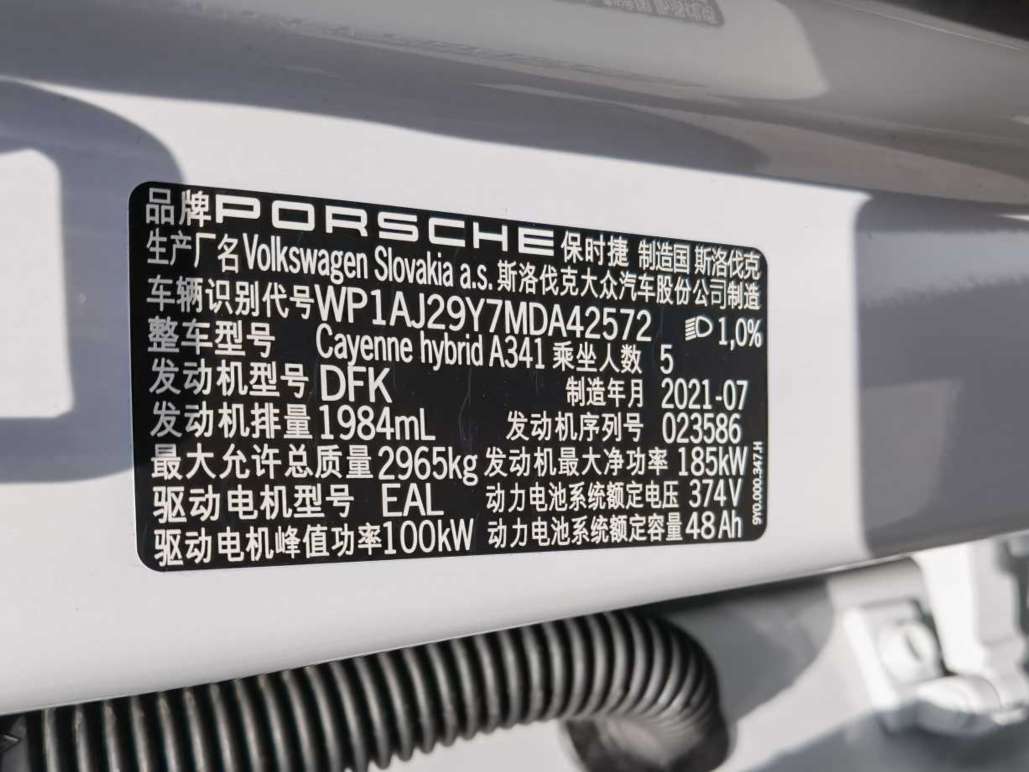 品牌 PORSCHE 保时捷 制造国 斯洛伐克
生产厂名 Volkswagen Slovakia a.s. 斯洛伐克大众汽车股份公司制造
车辆识别代号 WP1AJ29Y7MDA42572 1,0%
整车型号 Cayenne hybrid A341 乘坐人数 5
发动机型号 DFK 制造年月 2021-07
发动机排量 1984mL 发动机序列号 023586
最大允许总质量 2965kg 发动机最大净功率 185kW
驱动电机型号 EAL 动力电池系统额定电压 374V
驱动电机峰值功率 100kW 动力电池系统额定容量 48Ah
9Y0.000.347.H